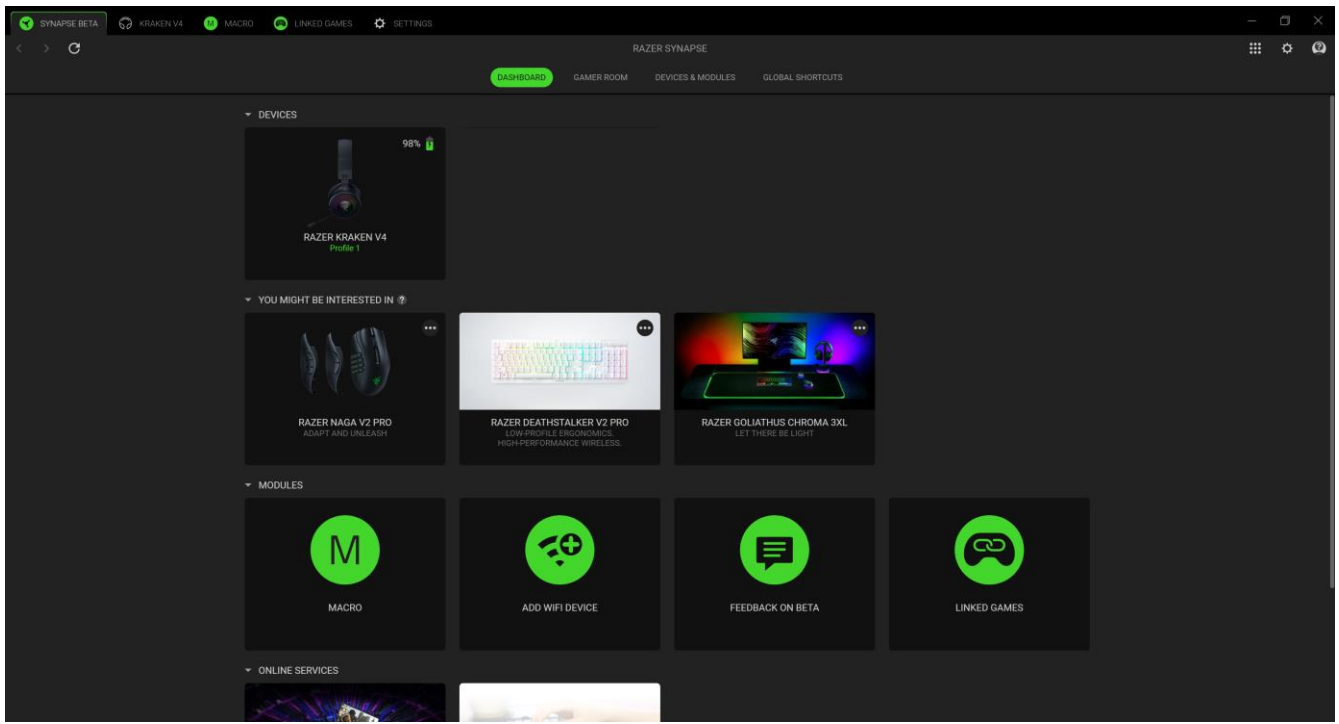 SYNAPSE BETA
KRAKEN V4
MACRO
LINKED GAMES
SETTINGS
RAZER SYNAPSE
DASHBOARD
GAMER ROOM
DEVICES & MODULES
GLOBAL SHORTCUTS
DEVICES
98%
RAZER KRAKEN V4
Profile 1
YOU MIGHT BE INTERESTED IN ?
RAZER NAGA V2 PRO
ADAPT AND UNLEASH
RAZER DEATHSTALKER V2 PRO
LOW-PROFILE ERGONOMICS.
HIGH-PERFORMANCE WIRELESS.
RAZER GOLIATHUS CHROMA 3XL
LET THERE BE LIGHT
MODULES
M
MACRO
ADD WIFI DEVICE
FEEDBACK ON BETA
LINKED GAMES
ONLINE SERVICES